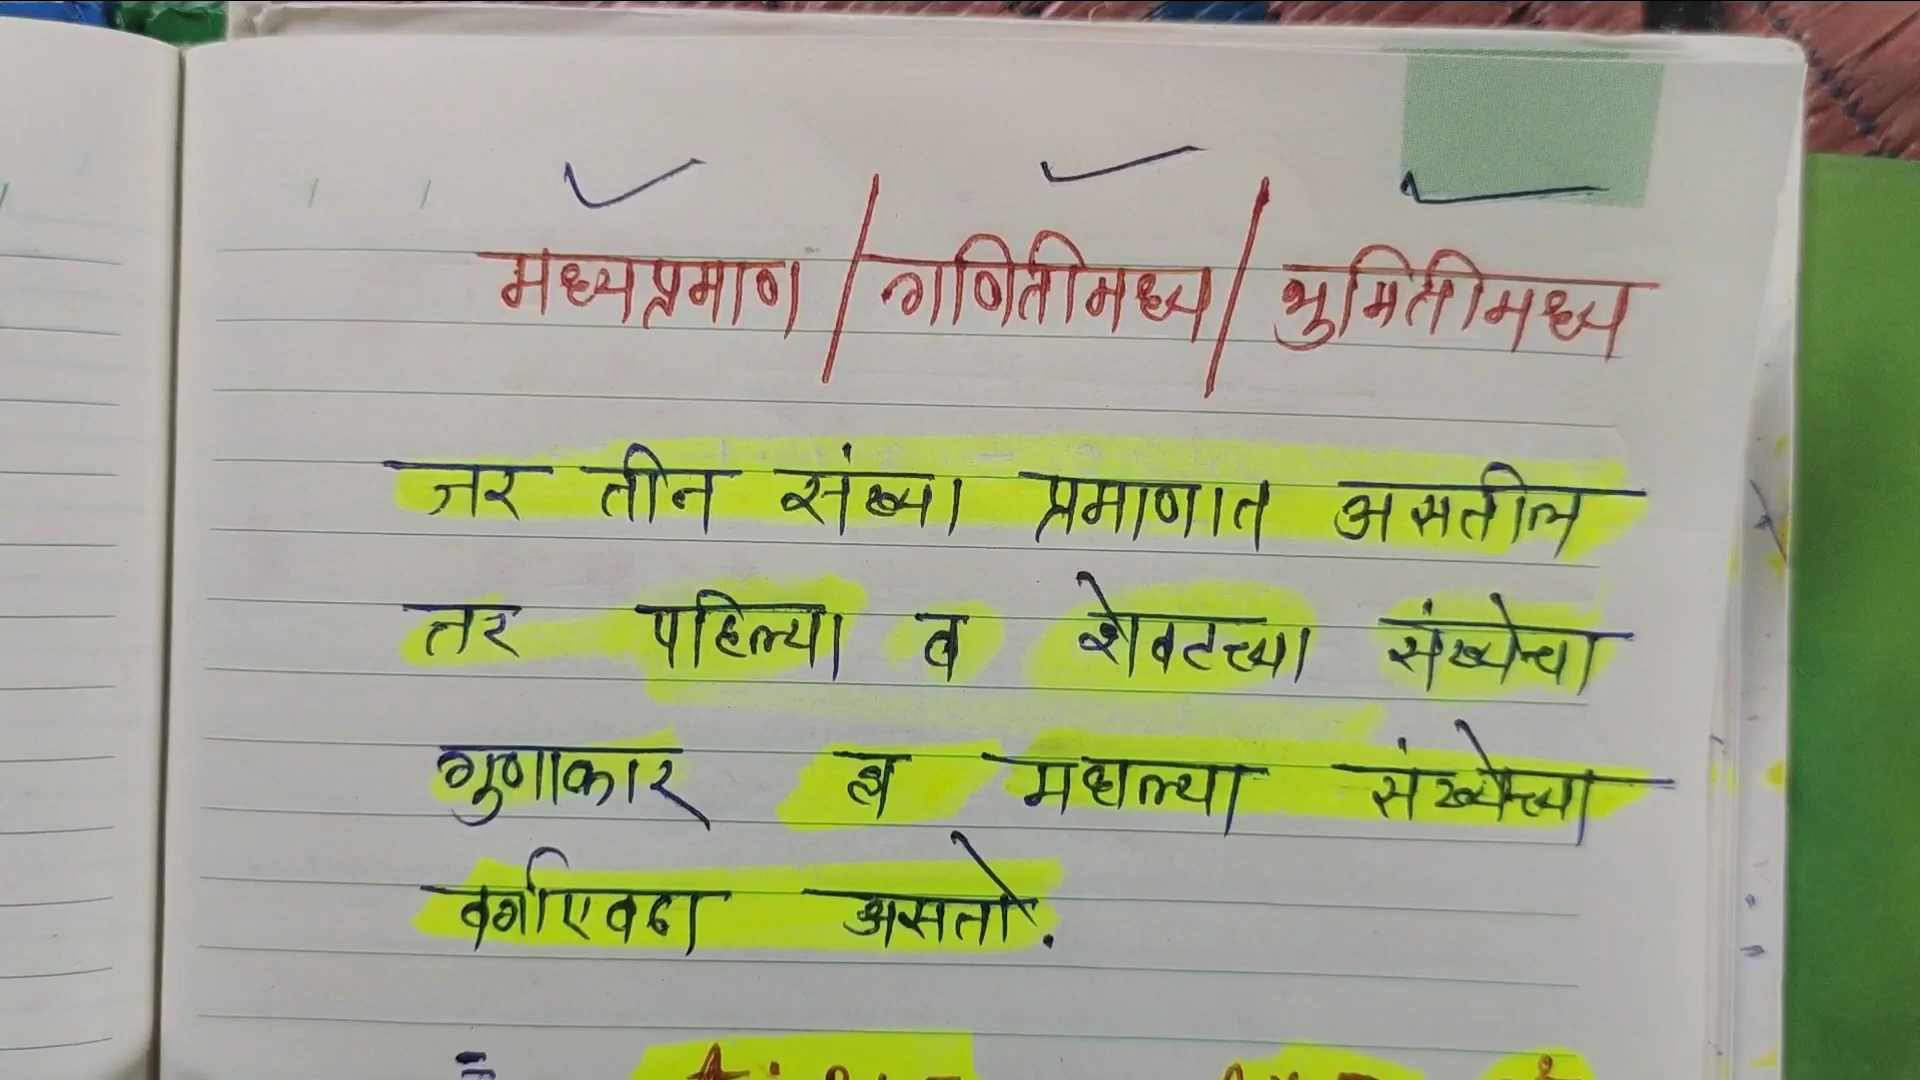 मध्यप्रमाण / गणितीमध्य / भुमितीमध्य
जर तीन संख्या प्रमाणात असतील
तर पहिल्या व शेवटच्या संख्येचा
गुणाकार हा मधल्या संख्येच्या
वर्गाएवढा असतो.